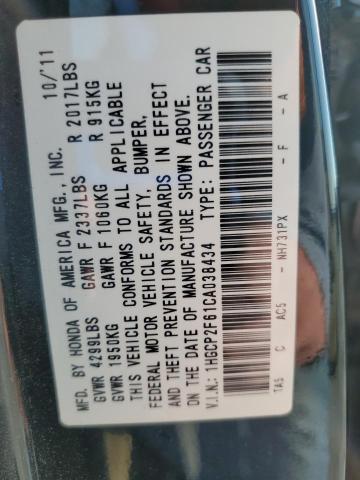 MFD. BY HONDA OF AMERICA MFG., INC. 10/'11
GVWR 4299LBS GAWR F 2337LBS R 2017LBS
GVWR 1950KG GAWR F 1060KG R 915KG
THIS VEHICLE CONFORMS TO ALL APPLICABLE
FEDERAL MOTOR VEHICLE SAFETY, BUMPER,
AND THEFT PREVENTION STANDARDS IN EFFECT
ON THE DATE OF MANUFACTURE SHOWN ABOVE.
V.I.N.: 1HGCP2F61CA038434 TYPE: PASSENGER CAR
TA5 C AC5 - NH731PX - F - A